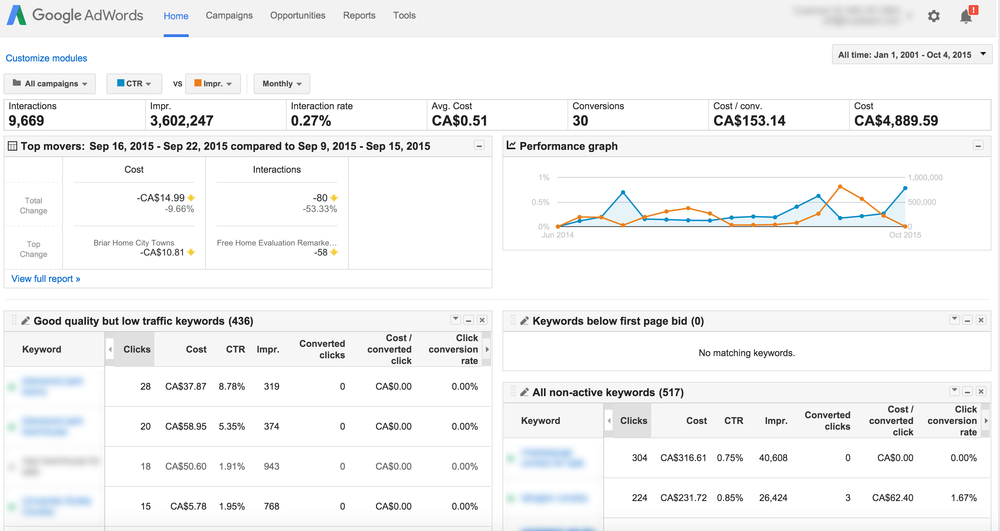 Google AdWords Home Campaigns Opportunities Reports Tools !
Customize modules
All time: Jan 1, 2001 - Oct 4, 2015
All campaigns CTR vs Impr. Monthly
Interactions Impr. Interaction rate Avg. Cost Conversions Cost / conv. Cost
9,669 3,602,247 0.27% CA$0.51 30 CA$153.14 CA$4,889.59
Top movers: Sep 16, 2015 - Sep 22, 2015 compared to Sep 9, 2015 - Sep 15, 2015
Cost Interactions
Total
Change
-CA$14.99 -80
-9.66% -53.33%
Top
Change
Briar Home City Towns Free Home Evaluation Remarke...
-CA$10.81 -58
View full report »
Performance graph
1% 1,000,000
0.5% 500,000
0% 0
Jun 2014 Oct 2015
Good quality but low traffic keywords (436)
Keyword Clicks Cost CTR Impr. Converted clicks Cost / converted click Click conversion rate
28 CA$37.87 8.78% 319 0 CA$0.00 0.00%
20 CA$58.95 5.35% 374 0 CA$0.00 0.00%
18 CA$50.60 1.91% 943 0 CA$0.00 0.00%
15 CA$5.78 1.95% 768 0 CA$0.00 0.00%
Keywords below first page bid (0)
No matching keywords.
All non-active keywords (517)
Keyword Clicks Cost CTR Impr. Converted clicks Cost / converted click Click conversion rate
304 CA$316.61 0.75% 40,608 0 CA$0.00 0.00%
224 CA$231.72 0.85% 26,424 3 CA$62.40 1.67%